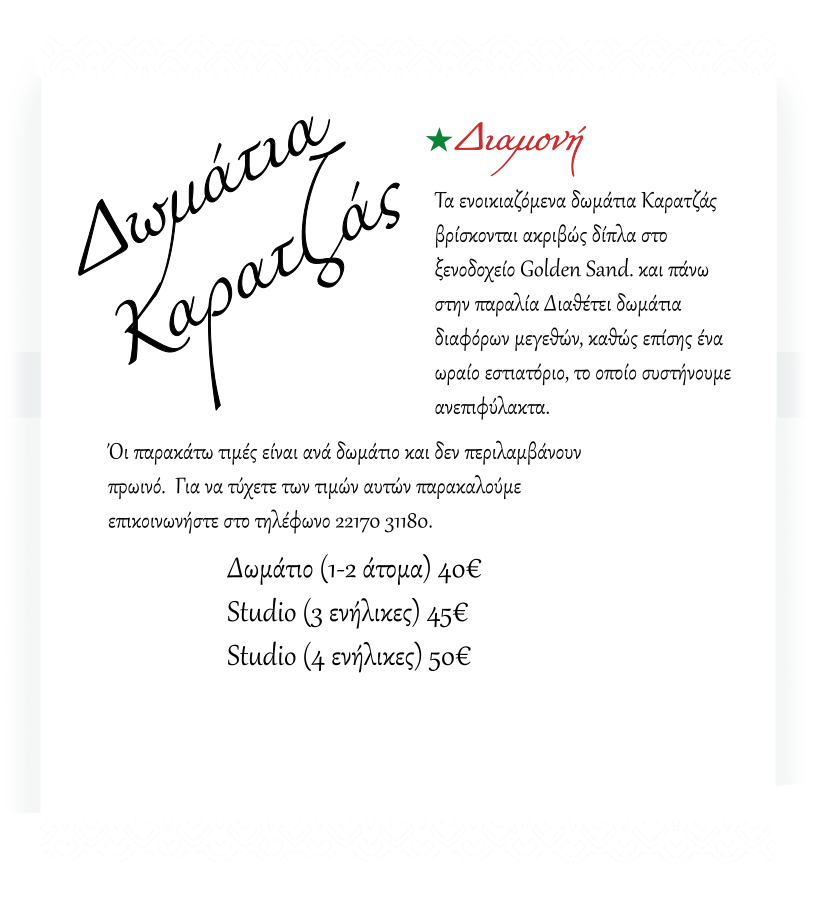 Δωμάτια
Καρατζάς
★Διαμονή
Τα ενοικιαζόμενα δωμάτια Καρατζάς
βρίσκονται ακριβώς δίπλα στο
ξενοδοχείο Golden Sand. και πάνω
στην παραλία Διαθέτει δωμάτια
διαφόρων μεγεθών, καθώς επίσης ένα
ωραίο εστιατόριο, το οποίο συστήνουμε
ανεπιφύλακτα.
Όι παρακάτω τιμές είναι ανά δωμάτιο και δεν περιλαμβάνουν
πρωινό. Για να τύχετε των τιμών αυτών παρακαλούμε
επικοινωνήστε στο τηλέφωνο 22170 31180.
Δωμάτιο (1-2 άτομα) 40€
Studio (3 ενήλικες) 45€
Studio (4 ενήλικες) 50€